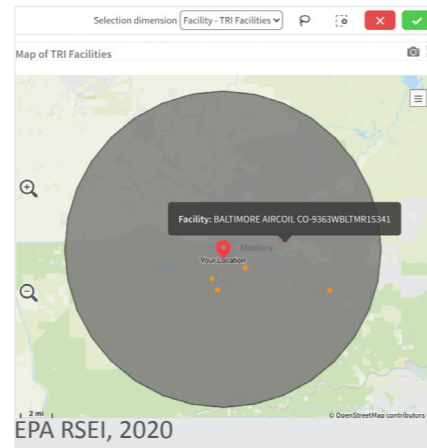 Selection dimension Facility - TRI Facilities
Map of TRI Facilities
Facility: BALTIMORE AIRCOIL CO-9363WBLTMR15341
Madera
Your Location
2 mi
© OpenStreetMap contributors
EPA RSEI, 2020